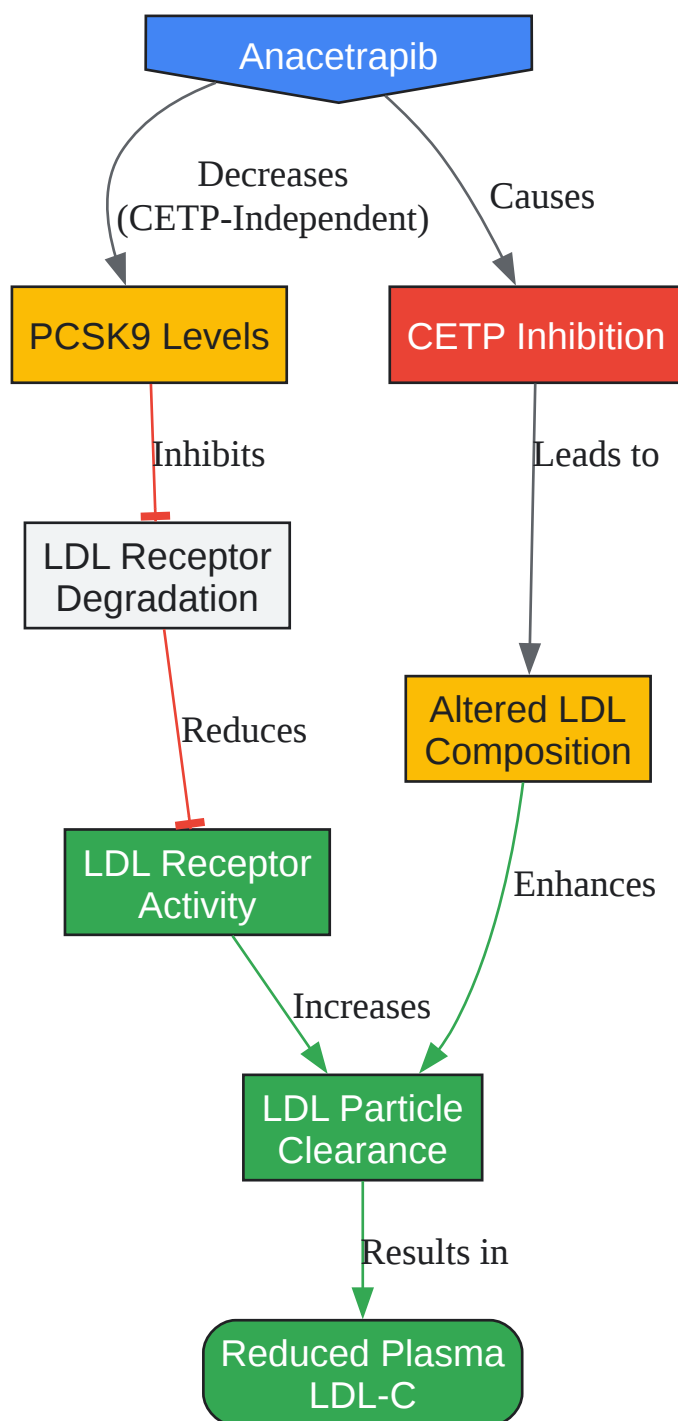 Anacetrapib
Decreases
(CETP-Independent)
Causes
PCSK9 Levels
CETP Inhibition
Inhibits
Leads to
LDL Receptor
Degradation
Altered LDL
Composition
Reduces
LDL Receptor
Activity
Enhances
Increases
LDL Particle
Clearance
Results in
Reduced Plasma
LDL-C